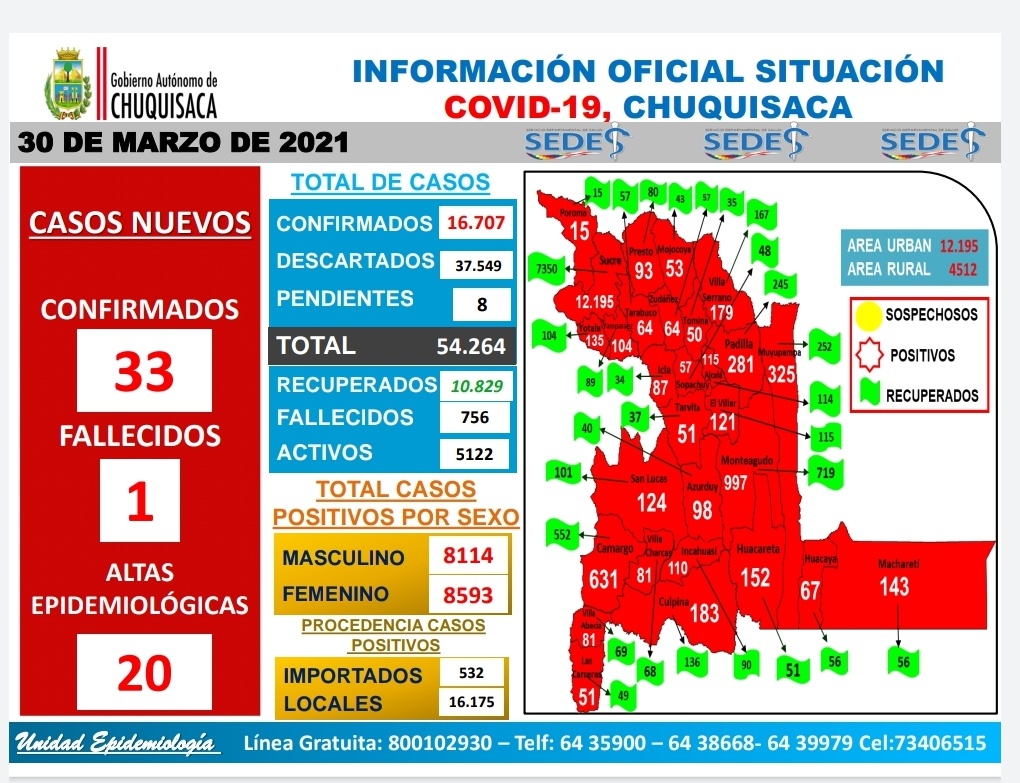 Gobierno Autónomo de
CHUQUISACA
INFORMACIÓN OFICIAL SITUACIÓN
COVID-19, CHUQUISACA
30 DE MARZO DE 2021
SEDES
SEDES
SEDES
CASOS NUEVOS
CONFIRMADOS
33
FALLECIDOS
1
ALTAS
EPIDEMIOLÓGICAS
20
TOTAL DE CASOS
CONFIRMADOS 16.707
DESCARTADOS 37.549
PENDIENTES 8
TOTAL 54.264
RECUPERADOS 10.829
FALLECIDOS 756
ACTIVOS 5122
TOTAL CASOS
POSITIVOS POR SEXO
MASCULINO 8114
FEMENINO 8593
PROCEDENCIA CASOS
POSITIVOS
IMPORTADOS 532
LOCALES 16.175
15 57 80 43 57 35
167
48
245
7350
104
89 34
37
40
101
552
252
114
115
719
69
68
136
90
51
56
56
49
Poroma
15
Sucre
12.195
Presto
93
Mojocoya
53
Villa
Serrano
179
Zudañez
64
Tarabuco
64
Tomina
50
Yotala
135
104
Padilla
281
Muyupampa
325
Icla
87
57
Sopachuy
115
Alcalá
El Villar
121
Tarvita
51
Monteagudo
997
San Lucas
124
Azurduy
98
Camargo
631
Villa
Charcas
81
Incahuasi
110
Huacareta
152
Huacaya
67
Machareti
143
Culpina
183
Villa
Abecia
81
Las
Carreras
51
AREA URBAN 12.195
AREA RURAL 4512
SOSPECHOSOS
POSITIVOS
RECUPERADOS
Unidad Epidemiología Línea Gratuita: 800102930 – Telf: 64 35900 – 64 38668- 64 39979 Cel:73406515